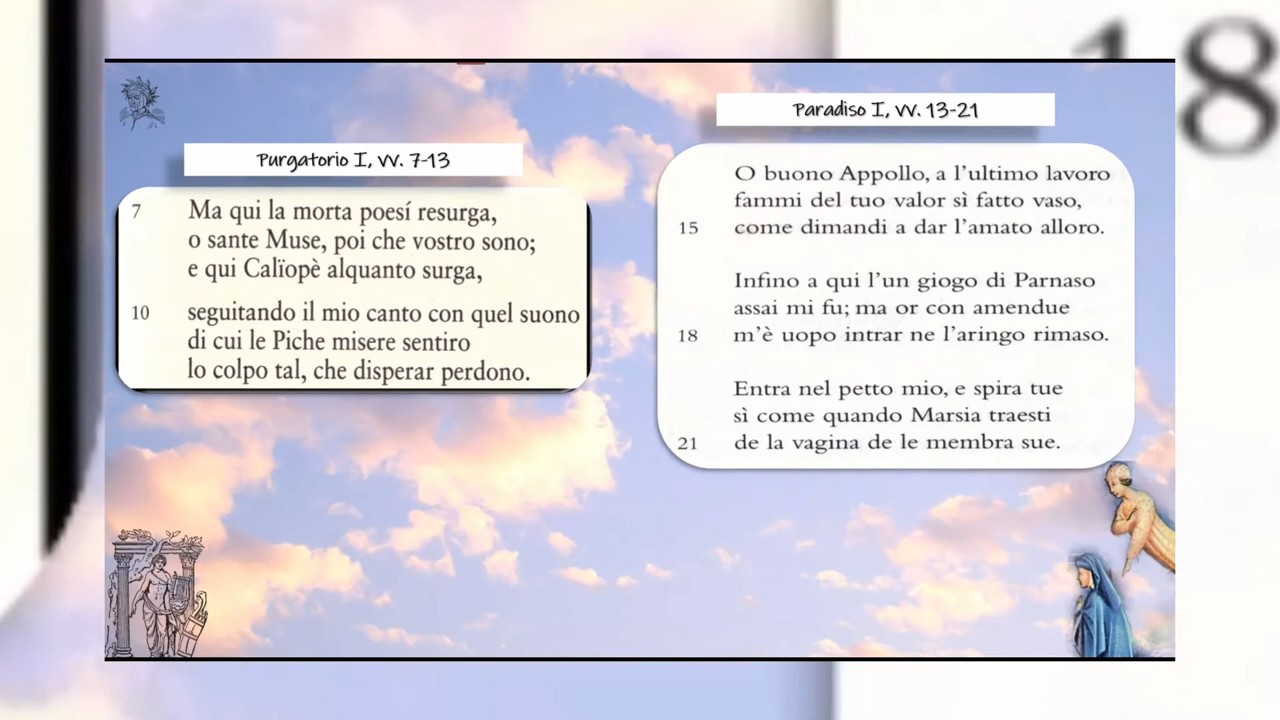 18
Purgatorio I, vv. 7-13
7 Ma qui la morta poesí resurga,
o sante Muse, poi che vostro sono;
e qui Calïopè alquanto surga,
10 seguitando il mio canto con quel suono
di cui le Piche misere sentiro
lo colpo tal, che disperar perdono.
Paradiso I, vv. 13-21
O buono Appollo, a l'ultimo lavoro
fammi del tuo valor sì fatto vaso,
15 come dimandi a dar l'amato alloro.
Infino a qui l'un giogo di Parnaso
assai mi fu; ma or con amendue
18 m'è uopo intrar ne l'aringo rimaso.
Entra nel petto mio, e spira tue
sì come quando Marsia traesti
21 de la vagina de le membra sue.